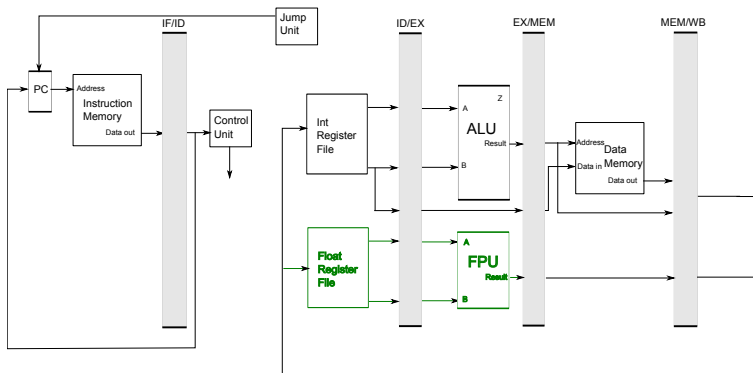 Jump
Unit
IF/ID
ID/EX
EX/MEM
MEM/WB
PC
Address
Instruction
Memory
Data out
Control
Unit
Int
Register
File
A
Z
ALU
Result
B
Address
Data
Memory
Data in
Data out
Float
Register
File
A
FPU
Result
B